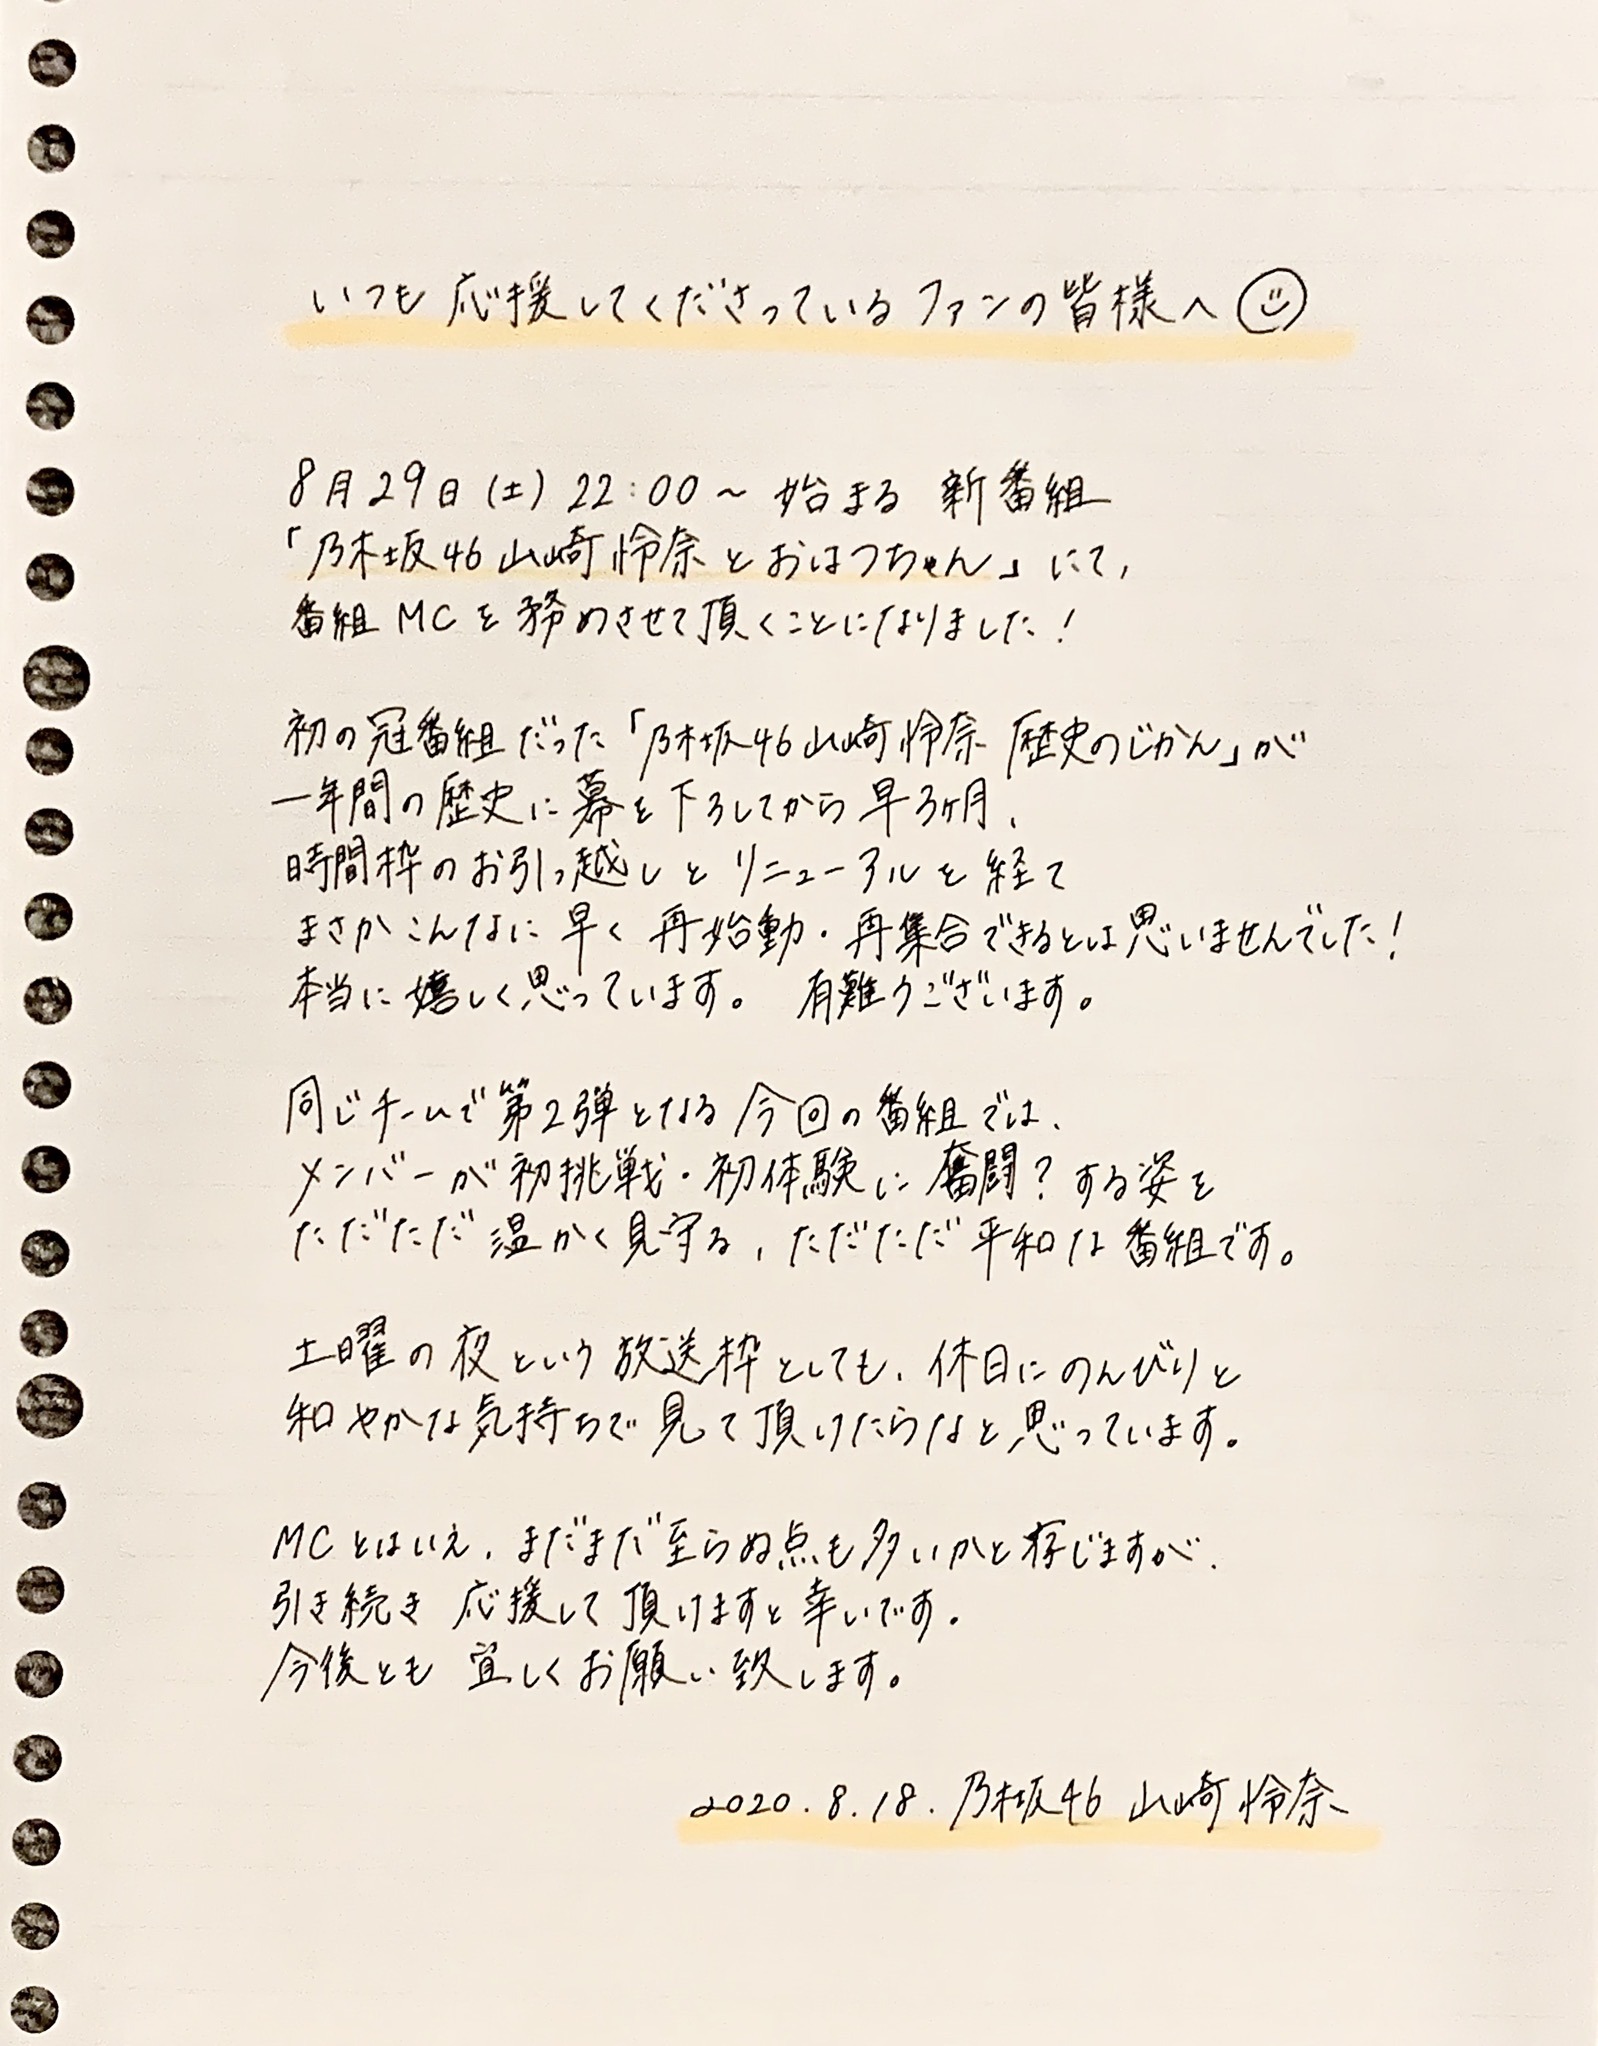 いつも 応援してくださっているファンの皆様へ
8月29日(土) 22:00～ 始まる 新番組
「乃木坂46 山崎怜奈とおはつちゃん」にて、
番組MCを務めさせて頂くことになりました!
初の冠番組だった「乃木坂46山崎怜奈 歴史のじかん」が
一年間の歴史に幕を下ろしてから早3ヶ月、
時間枠のお引っ越しとリニューアルを経て
まさかこんなに早く再始動・再集合できるとは思いませんでした!
本当に嬉しく思っています。 有難うございます。
同じチームで第2弾となる今回の番組では、
メンバーが初挑戦・初体験に奮闘?する姿を
ただただ温かく見守る、ただただ平和な番組です。
土曜の夜という放送枠としても、休日にのんびりと
和やかな気持ちで見て頂けたらなと思っています。
MCとはいえ、まだまだ至らぬ点も多いかと存じますが、
引き続き 応援して頂けますと幸いです。
今後とも 宜しくお願い致します。
2020.8.18. 乃木坂46 山崎怜奈